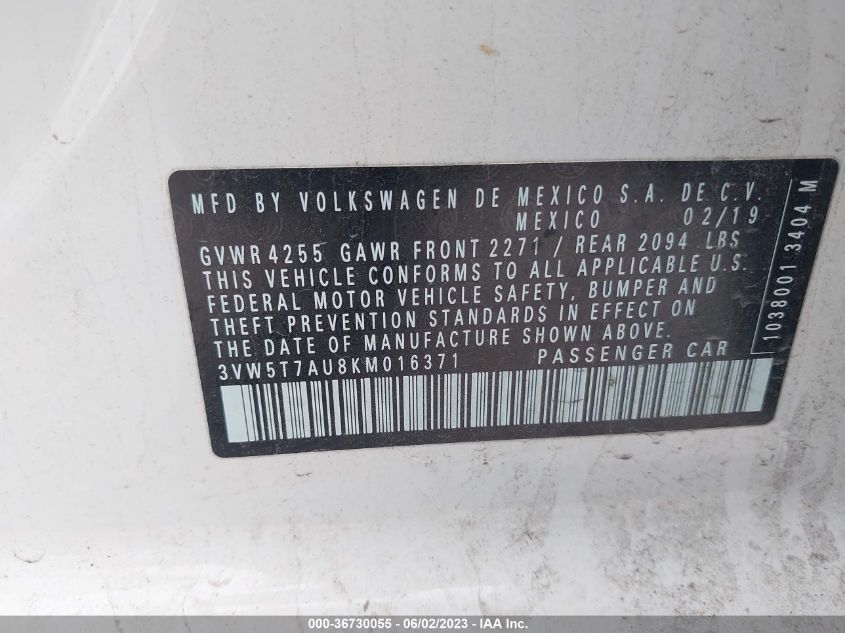 MFD BY VOLKSWAGEN DE MEXICO S.A. DE C.V.
MEXICO 02/19
GVWR 4255 GAWR FRONT 2271 / REAR 2094 LBS
THIS VEHICLE CONFORMS TO ALL APPLICABLE U.S.
FEDERAL MOTOR VEHICLE SAFETY, BUMPER AND
THEFT PREVENTION STANDARDS IN EFFECT ON
THE DATE OF MANUFACTURE SHOWN ABOVE.
3VW5T7AU8KM016371 PASSENGER CAR
1038001 3404 M
000-36730055 - 06/02/2023 - IAA Inc.